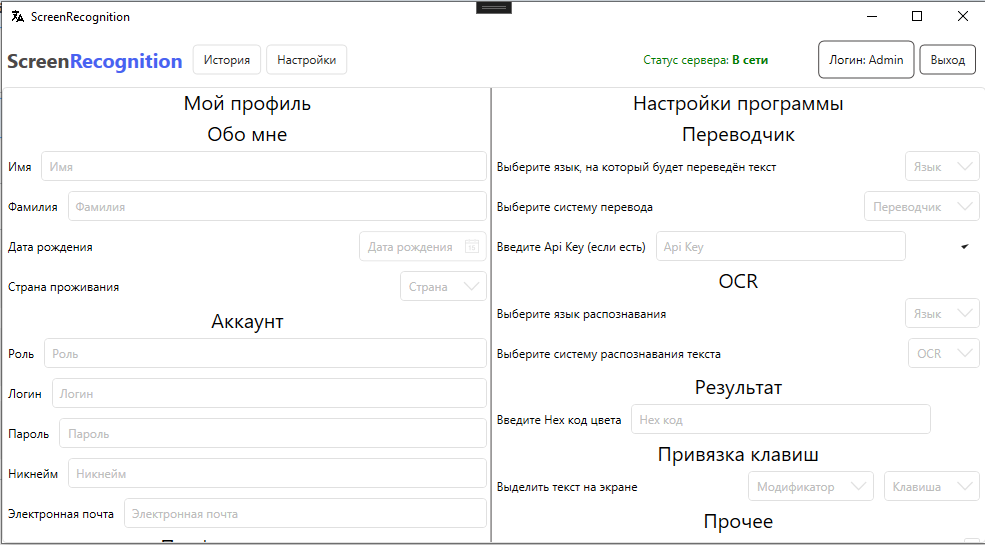 ScreenRecognition
ScreenRecognition История Настройки Статус сервера: В сети Логин: Admin Выход
Мой профиль
Обо мне
Имя Имя
Фамилия Фамилия
Дата рождения Дата рождения 15
Страна проживания Страна
Аккаунт
Роль Роль
Логин Логин
Пароль Пароль
Никнейм Никнейм
Электронная почта Электронная почта
Настройки программы
Переводчик
Выберите язык, на который будет переведён текст Язык
Выберите систему перевода Переводчик
Введите Api Key (если есть) Api Key
OCR
Выберите язык распознавания Язык
Выберите систему распознавания текста OCR
Результат
Введите Hex код цвета Hex код
Привязка клавиш
Выделить текст на экране Модификатор Клавиша
Прочее